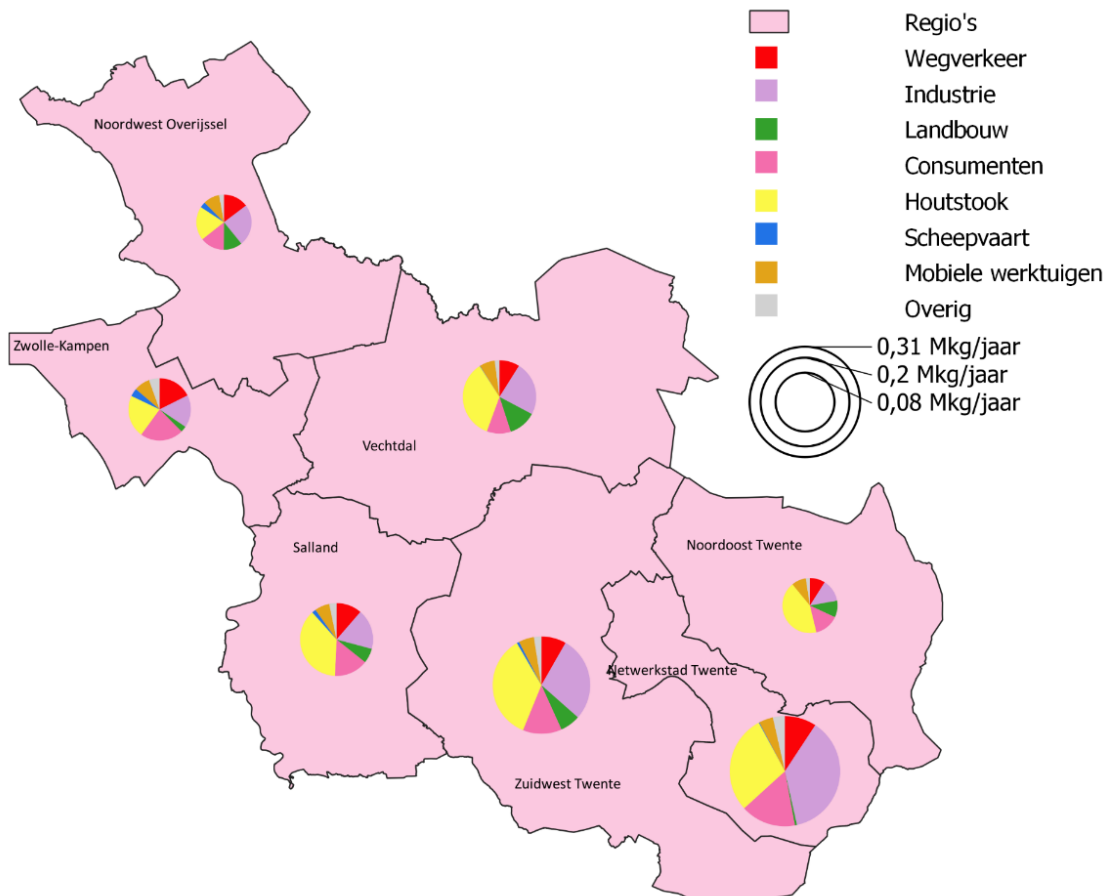 Regio's
Wegverkeer
Industrie
Landbouw
Consumenten
Houtstook
Scheepvaart
Mobiele werktuigen
Overig
0,31 Mkg/jaar
0,2 Mkg/jaar
0,08 Mkg/jaar
Noordwest Overijssel
Zwolle-Kampen
Vechtdal
Salland
Noordoost Twente
Netwerkstad Twente
Zuidwest Twente